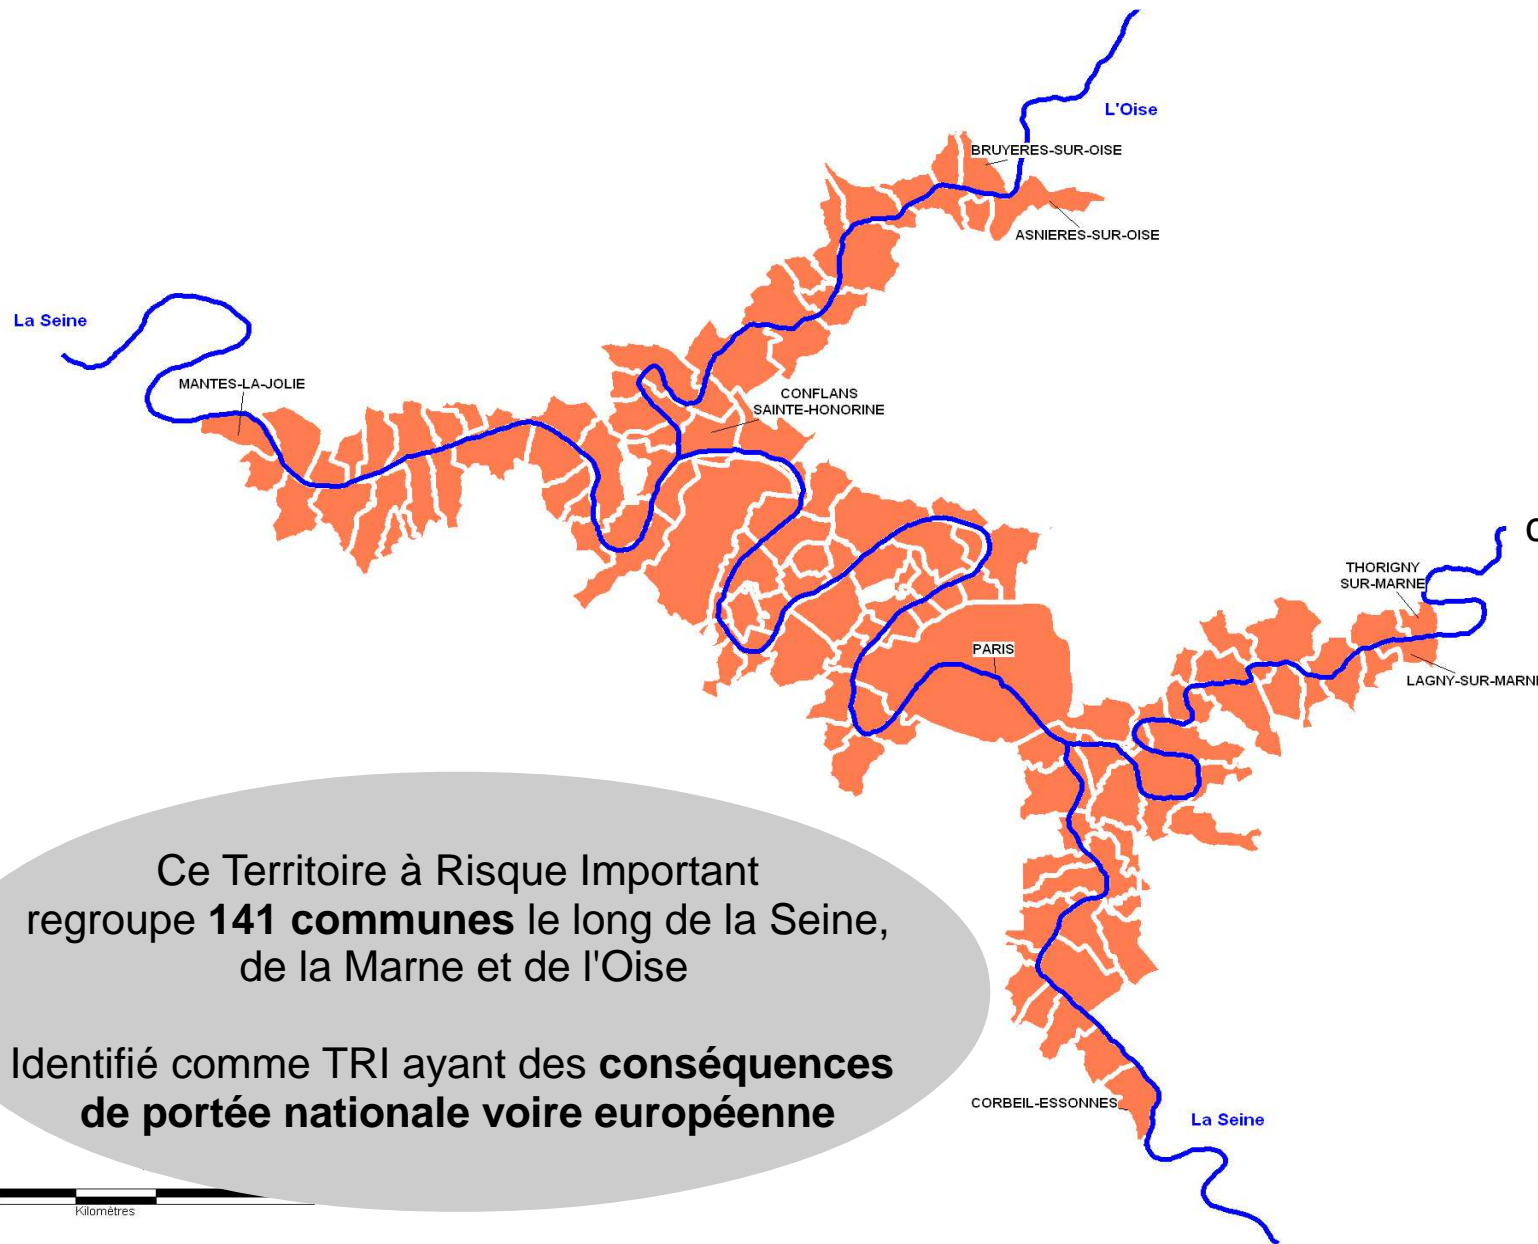 L'Oise
BRUYERES-SUR-OISE
ASNIERES-SUR-OISE
La Seine
MANTES-LA-JOLIE
CONFLANS
SAINTE-HONORINE
THORIGNY
SUR-MARNE
PARIS
LAGNY-SUR-MARNE
Ce Territoire à Risque Important
regroupe 141 communes le long de la Seine,
de la Marne et de l'Oise
Identifié comme TRI ayant des conséquences
de portée nationale voire européenne
CORBEIL-ESSONNES
La Seine
Kilomètres